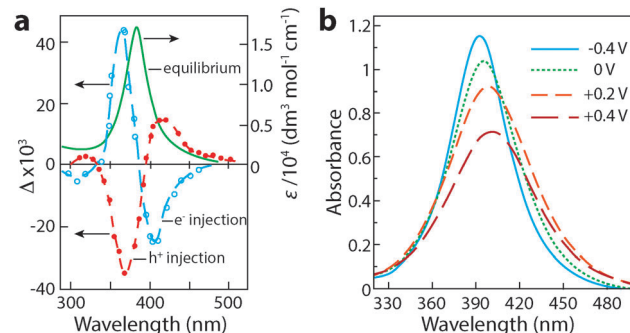 a
40
20
0
-20
-40
Δ x10³
1.5
1.0
0.5
0
ε /10⁴ (dm³ mol⁻¹ cm⁻¹)
equilibrium
e⁻ injection
h⁺ injection
300 400 500
Wavelength (nm)
b
1.2
1
0.8
0.6
0.4
0.2
0
Absorbance
-0.4 V
0 V
+0.2 V
+0.4 V
330 360 390 420 450 480
Wavelength (nm)